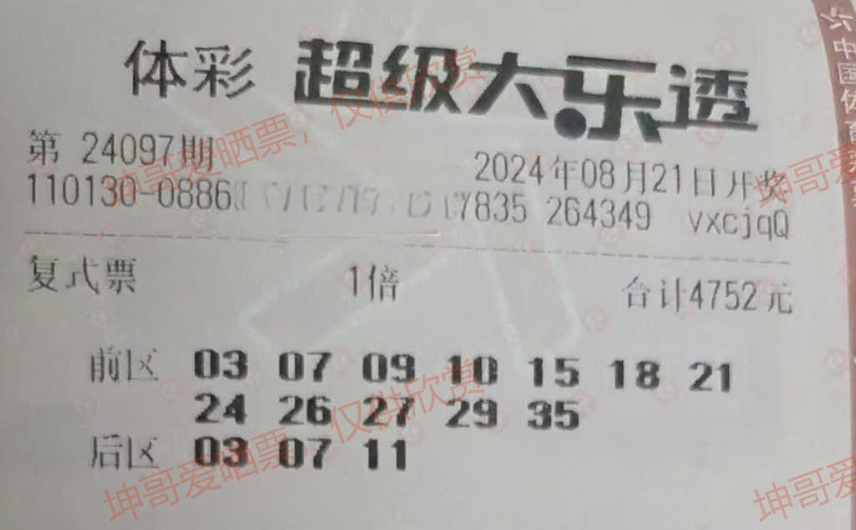 体彩 超级大乐透
第 24097期
2024年08月21日开奖
110130-0886 7835 264349 vxcjqQ
复式票 1倍 合计4752元
前区 03 07 09 10 15 18 21
24 26 27 29 35
后区 03 07 11
中国体
坤哥爱晒票，仅供欣赏
坤哥爱晒票，仅供欣赏
坤哥爱
坤哥爱